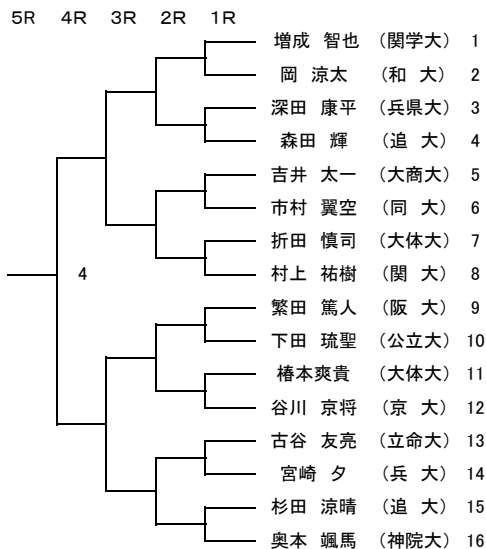 5R 4R 3R 2R 1R
増成 智也 （関学大） 1
岡 涼太 （和 大） 2
深田 康平 （兵県大） 3
森田 輝 （追 大） 4
吉井 太一 （大商大） 5
市村 翼空 （同 大） 6
折田 慎司 （大体大） 7
村上 祐樹 （関 大） 8
4
繁田 篤人 （阪 大） 9
下田 琉聖 （公立大） 10
椿本爽貴 （大体大） 11
谷川 京将 （京 大） 12
古谷 友亮 （立命大） 13
宮崎 夕 （兵 大） 14
杉田 涼晴 （追 大） 15
奥本 颯馬 （神院大） 16